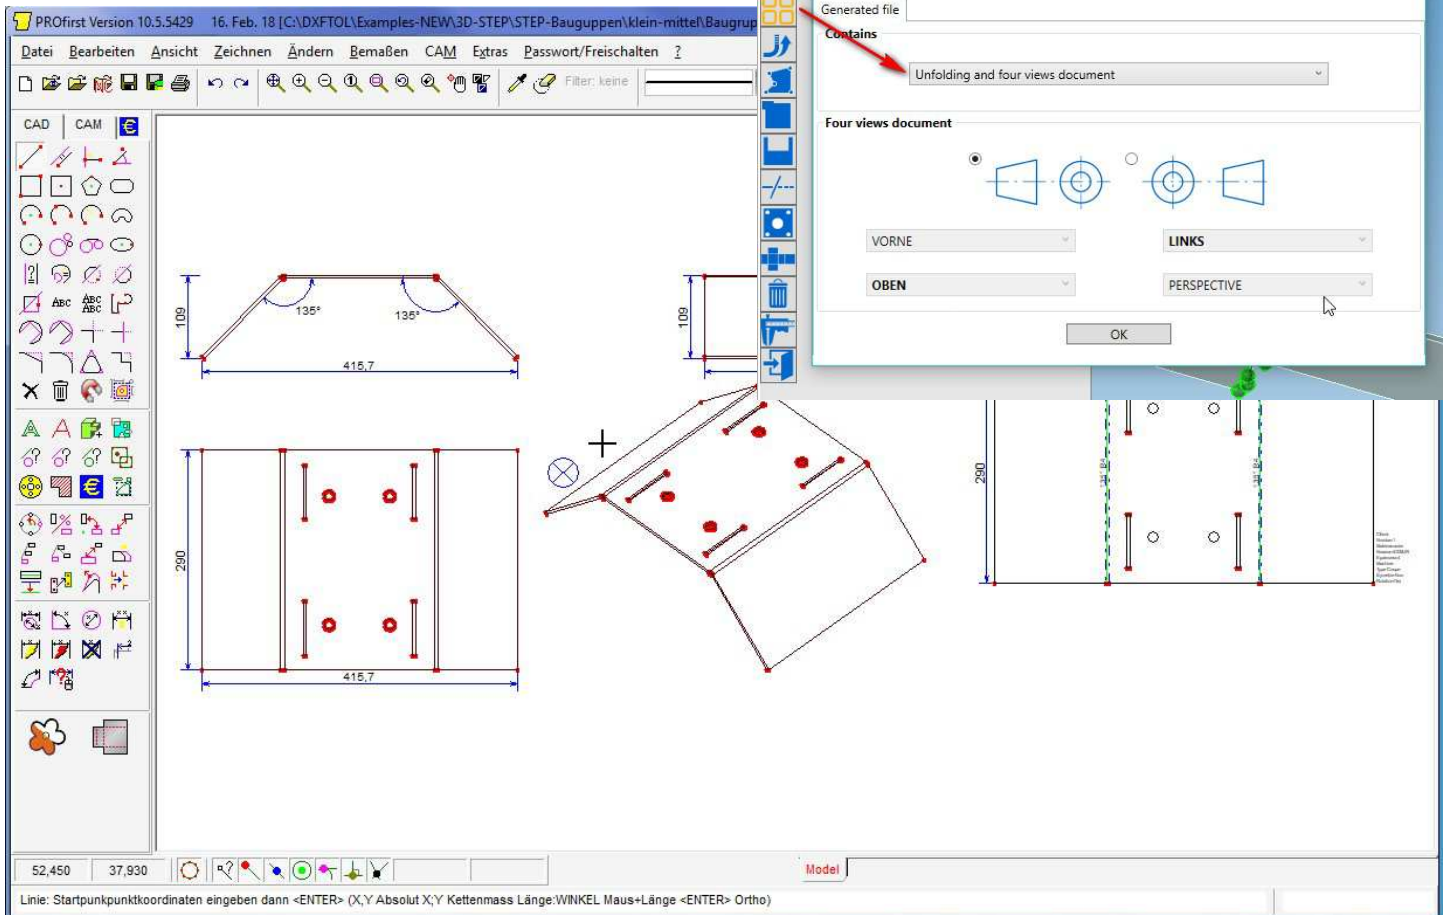 PROfirst Version 10.5.5429 16. Feb. 18 [C:\DXFTOL\Examples-NEW\3D-STEP\STEP-Bauguppen\klein-mittel\Baugrup
Datei Bearbeiten Ansicht Zeichnen Ändern Bemaßen CAM Extras Passwort/Freischalten ?
Filter: keine
CAD CAM €
ABC ABC ABC
Generated file
Contains
Unfolding and four views document
Four views document
VORNE LINKS
OBEN PERSPECTIVE
OK
109
135°
135°
415,7
109
290
415,7
290
52,450 37,930
Model
Linie: Startpunkpunktkoordinaten eingeben dann <ENTER> (X,Y Absolut X;Y Kettenmass Länge:WINKEL Maus+Länge <ENTER> Ortho)